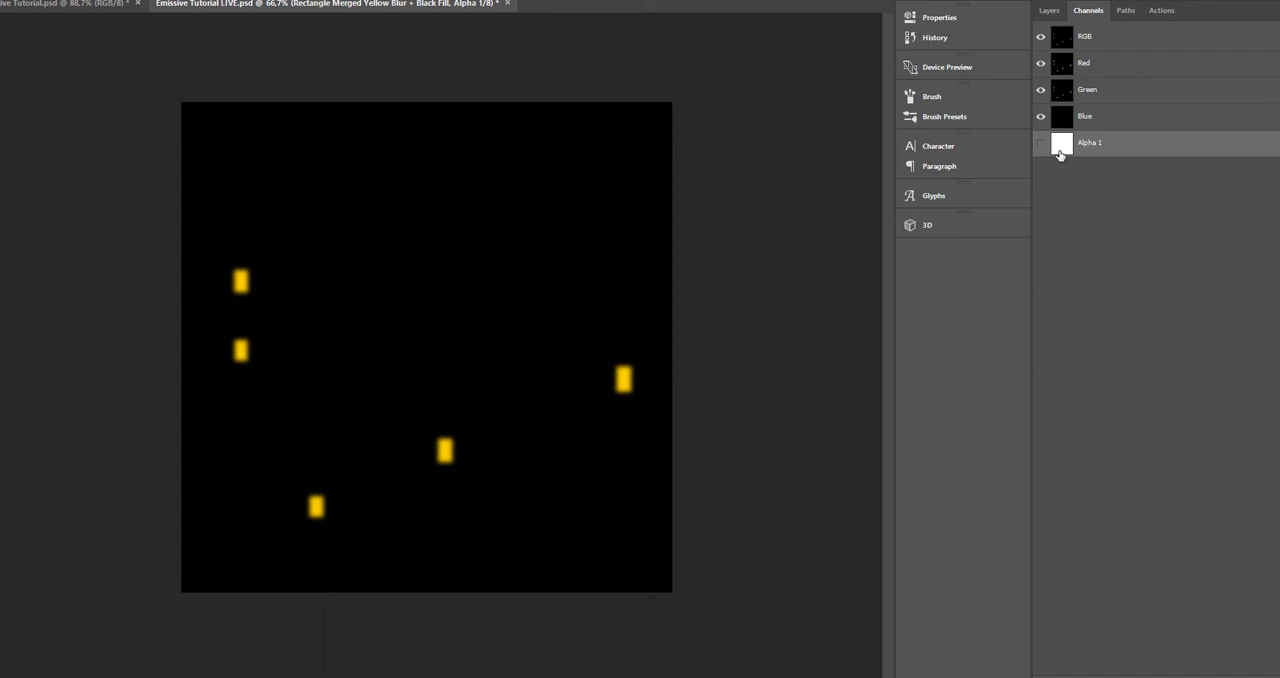 ive Tutorial.psd @ 88,7% (RGB/8) * ×
Emissive Tutorial LIVE.psd @ 66,7% (Rectangle Merged Yellow Blur + Black Fill, Alpha 1/8) * ×
Properties
History
Device Preview
Brush
Brush Presets
Character
Paragraph
Glyphs
3D
Layers Channels Paths Actions
RGB
Red
Green
Blue
Alpha 1